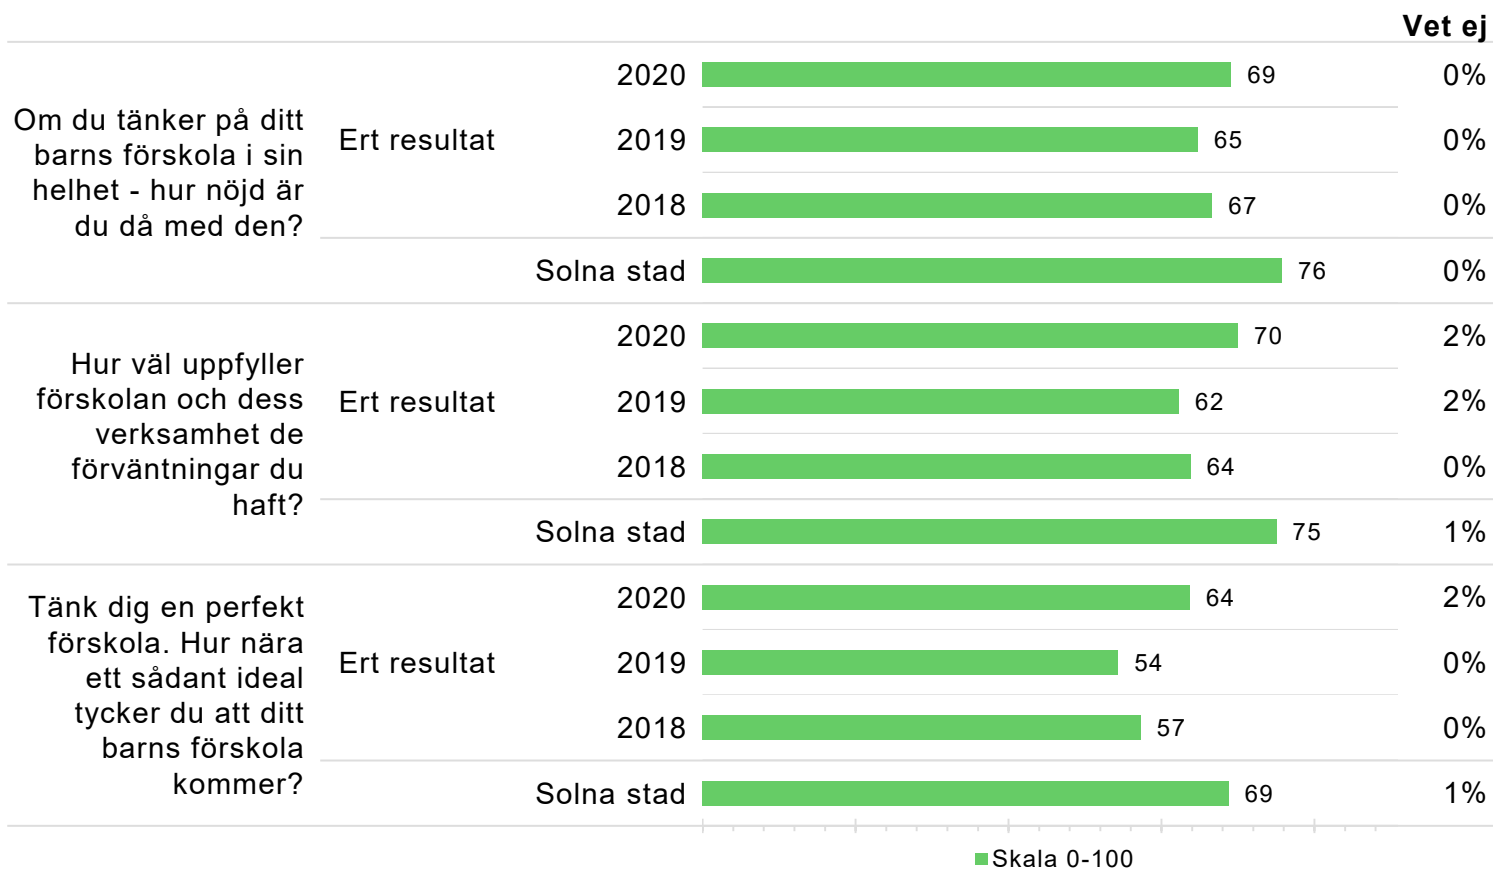 Vet ej
Om du tänker på ditt
barns förskola i sin
helhet - hur nöjd är
du då med den?
Ert resultat
2020 69 0%
2019 65 0%
2018 67 0%
Solna stad 76 0%
Hur väl uppfyller
förskolan och dess
verksamhet de
förväntningar du
haft?
Ert resultat
2020 70 2%
2019 62 2%
2018 64 0%
Solna stad 75 1%
Tänk dig en perfekt
förskola. Hur nära
ett sådant ideal
tycker du att ditt
barns förskola
kommer?
Ert resultat
2020 64 2%
2019 54 0%
2018 57 0%
Solna stad 69 1%
Skala 0-100